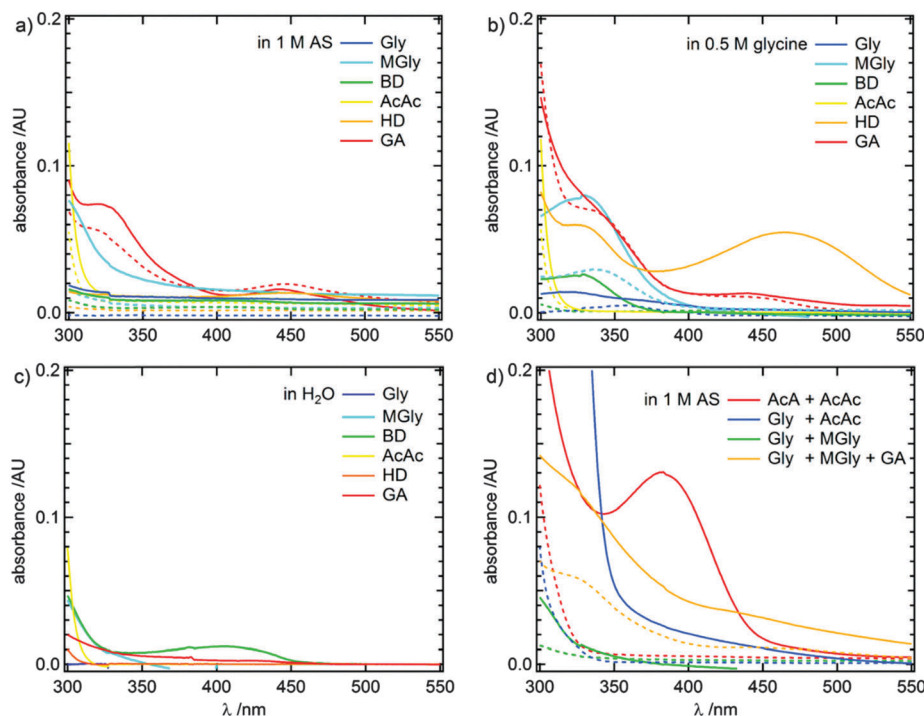 a)
in 1 M AS
Gly
MGly
BD
AcAc
HD
GA
absorbance /AU
0.2
0.1
0.0
300
350
400
450
500
550
b)
in 0.5 M glycine
Gly
MGly
BD
AcAc
HD
GA
absorbance /AU
0.2
0.1
0.0
300
350
400
450
500
550
c)
in H₂O
Gly
MGly
BD
AcAc
HD
GA
absorbance /AU
0.2
0.1
0.0
300
350
400
450
500
550
λ /nm
d)
in 1 M AS
AcA + AcAc
Gly + AcAc
Gly + MGly
Gly + MGly + GA
absorbance /AU
0.2
0.1
0.0
300
350
400
450
500
550
λ /nm